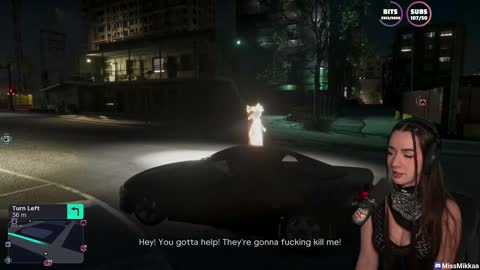 BITS
SUBS
107/50
Turn Left
36 m
Hey! You gotta help! They're gonna fucking kill me!
MissMikkaa